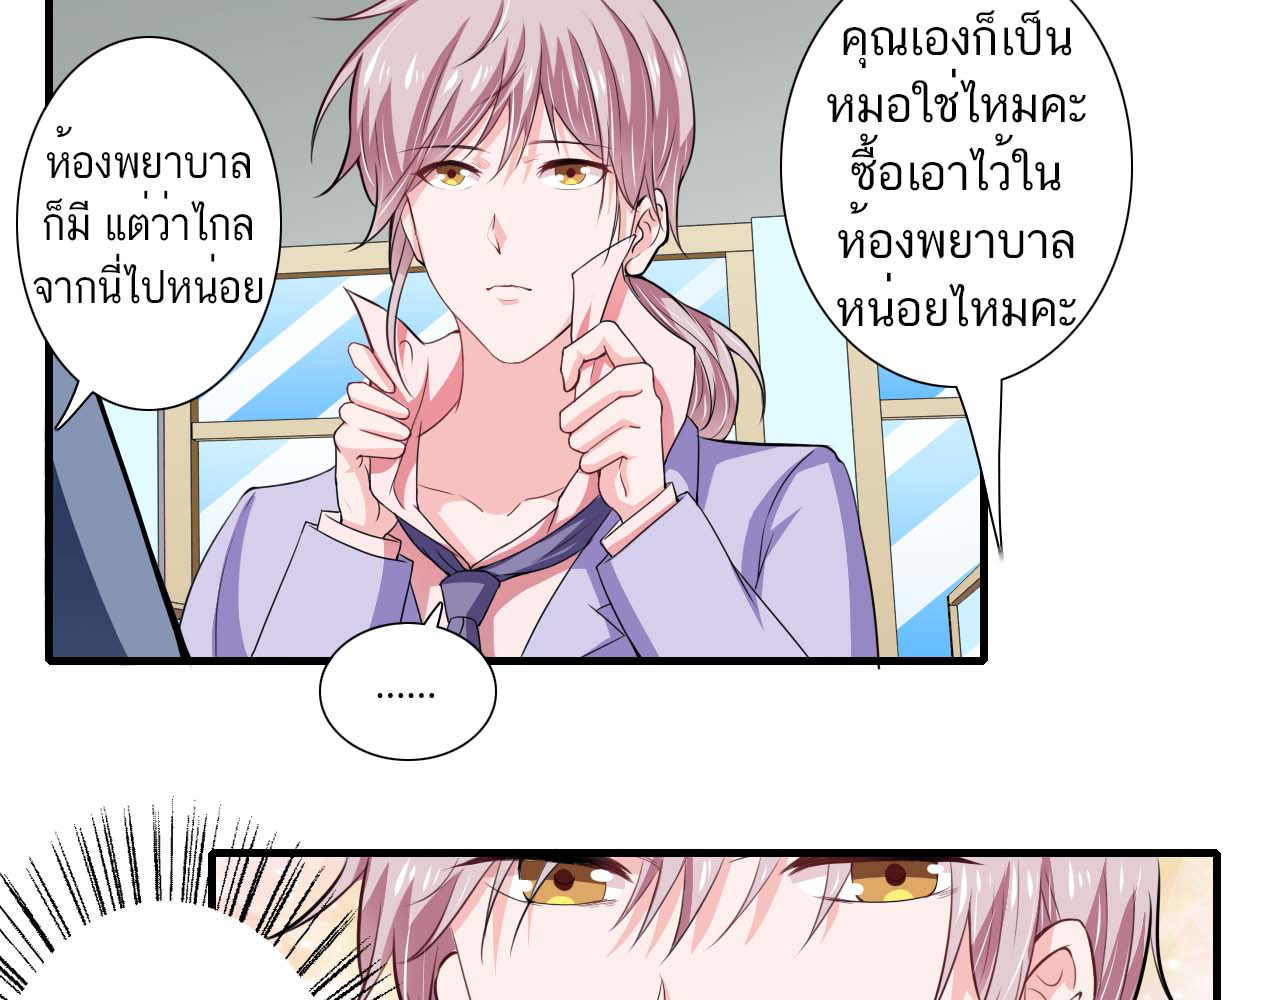 คุณเองก็เป็น
หมอใช่ไหมคะ
ซื้อเอาไว้ใน
ห้องพยาบาล
หน่อยไหมคะ
ห้องพยาบาล
ก็มี แต่ว่าไกล
จากนี่ไปหน่อย
......